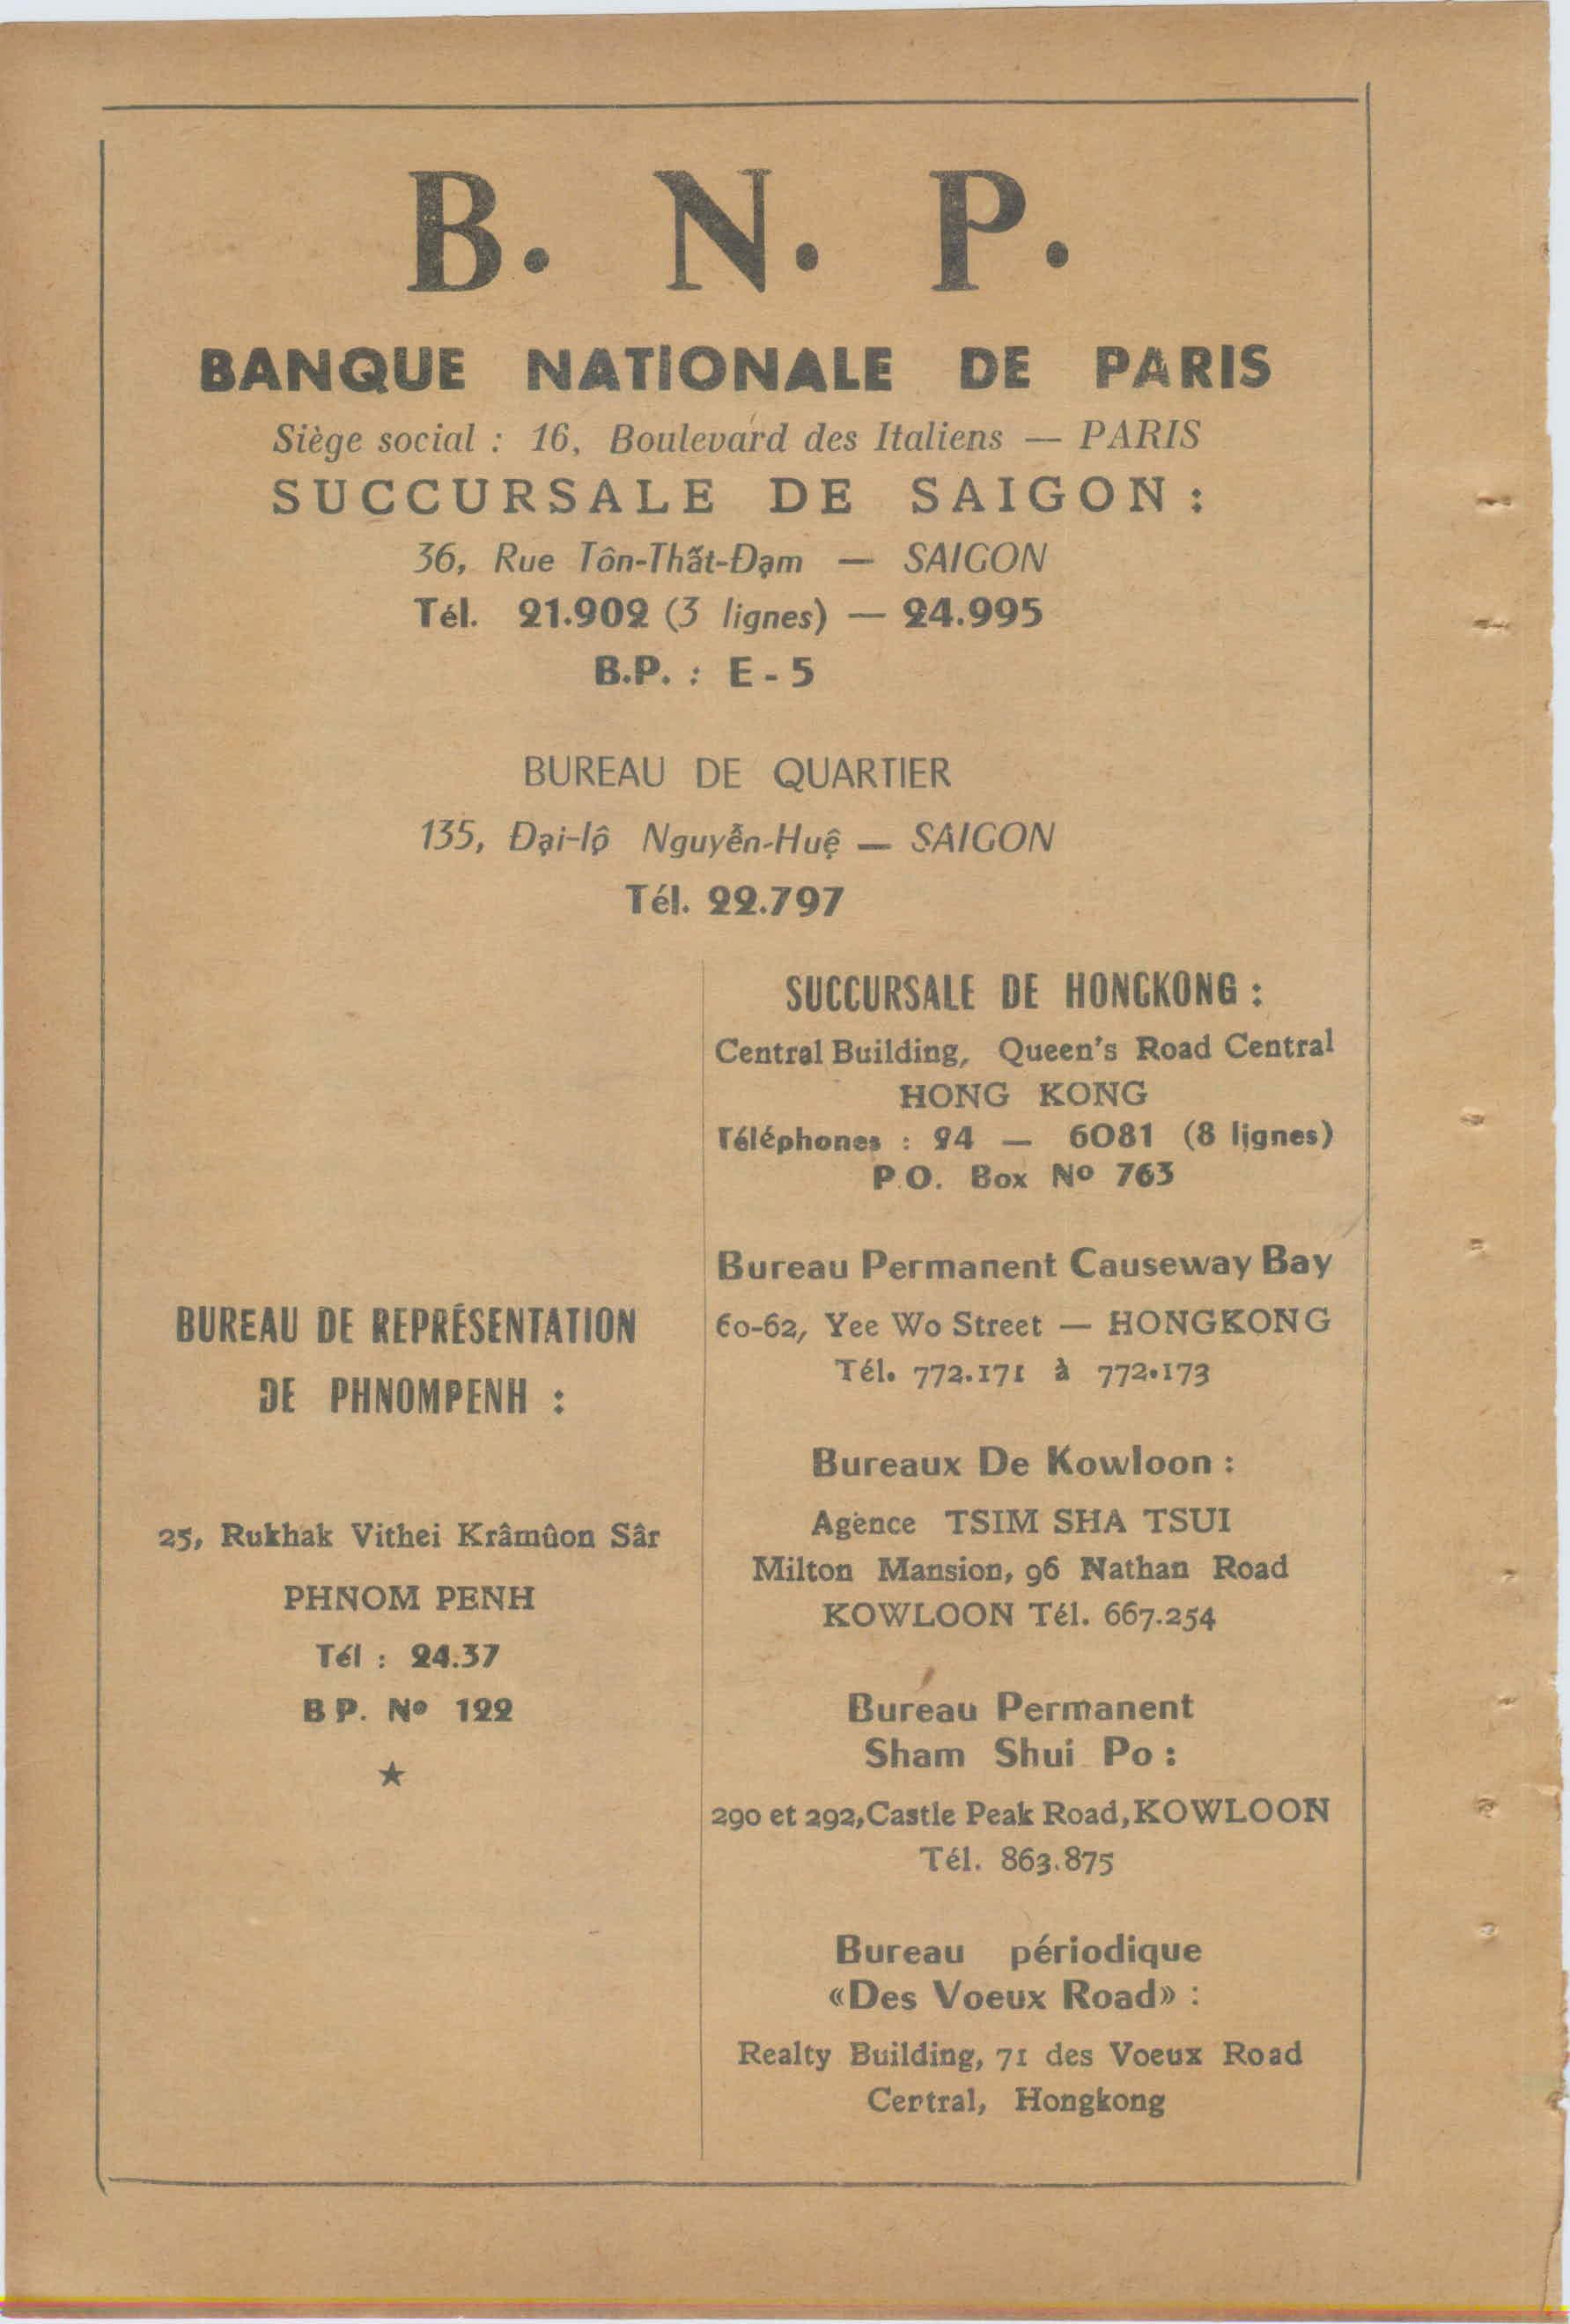 B. N. P.
BANQUE NATIONALE DE PARIS
Siège social : 16, Boulevard des Italiens — PARIS
SUCCURSALE DE SAIGON :
36, Rue Tôn-Thất-Đạm — SAIGON
Tél. 21.902 (3 lignes) — 24.995
B.P. : E - 5
BUREAU DE QUARTIER
135, Đại-lộ Nguyễn-Huệ — SAIGON
Tél. 22.797
BUREAU DE REPRÉSENTATION
DE PHNOMPENH :
25, Rukhak Vithei Krâmûon Sâr
PHNOM PENH
Tél : 24.37
B P. Nº 122
★
SUCCURSALE DE HONGKONG :
Central Building, Queen's Road Central
HONG KONG
Téléphones : 24 — 6081 (8 lignes)
P.O. Box Nº 763
Bureau Permanent Causeway Bay
60-62, Yee Wo Street — HONGKONG
Tél. 772.171 à 772.173
Bureaux De Kowloon :
Agence TSIM SHA TSUI
Milton Mansion, 96 Nathan Road
KOWLOON Tél. 667.254
Bureau Permanent
Sham Shui Po :
290 et 292,Castle Peak Road,KOWLOON
Tél. 863.875
Bureau périodique
«Des Voeux Road» :
Realty Building, 71 des Voeux Road
Central, Hongkong